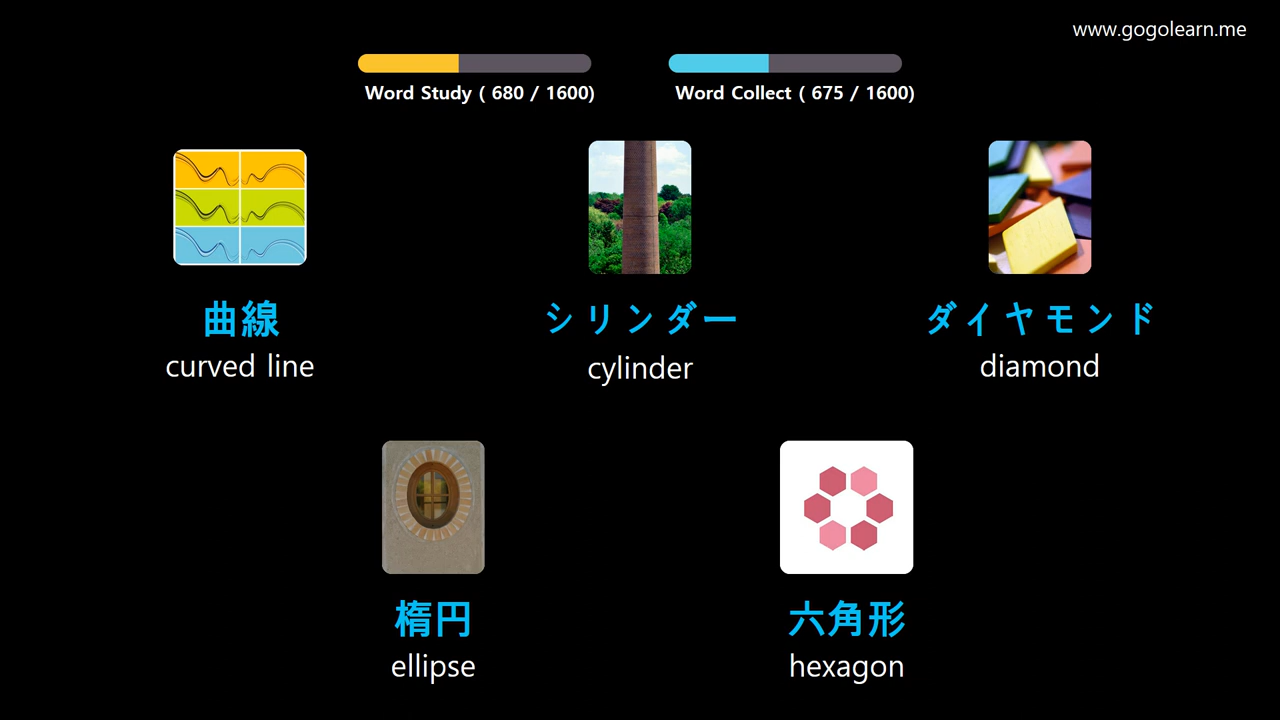 www.gogolearn.me
Word Study ( 680 / 1600)
Word Collect ( 675 / 1600)
曲線
curved line
シリンダー
cylinder
ダイヤモンド
diamond
楕円
ellipse
六角形
hexagon